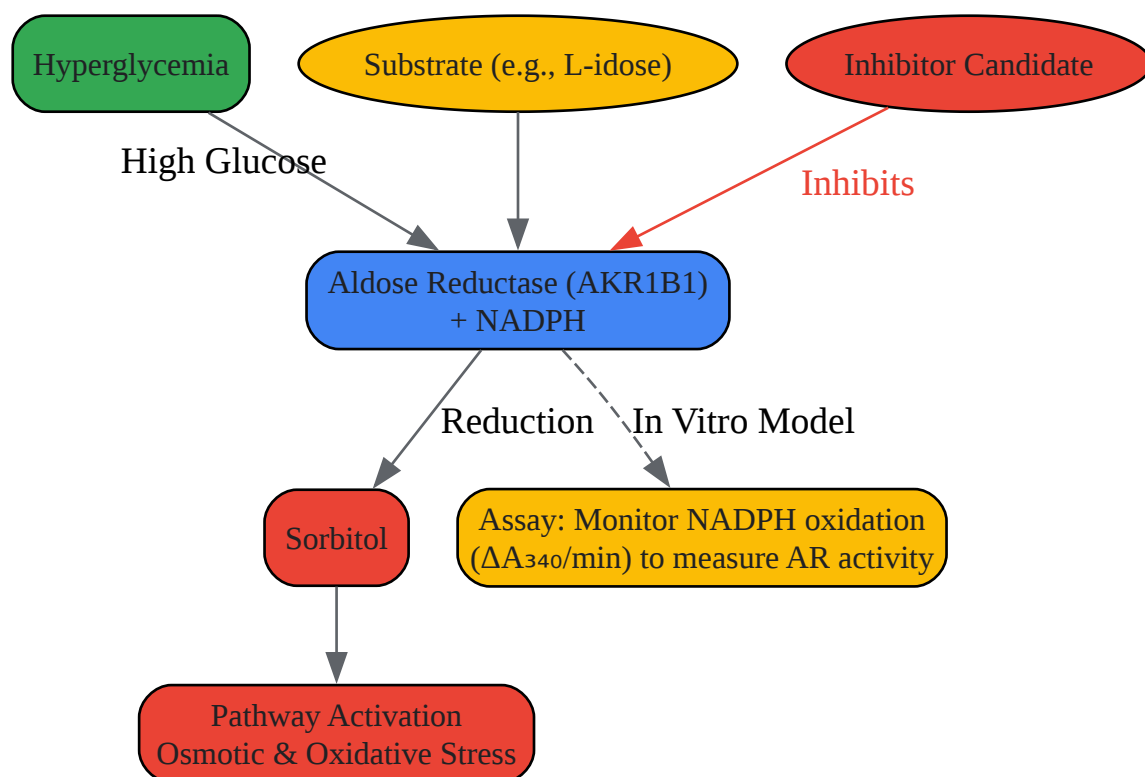 Hyperglycemia
Substrate (e.g., L-idose)
Inhibitor Candidate
High Glucose
Inhibits
Aldose Reductase (AKR1B1)
+ NADPH
Reduction
In Vitro Model
Sorbitol
Assay: Monitor NADPH oxidation
(ΔA₃₄₀/min) to measure AR activity
Pathway Activation
Osmotic & Oxidative Stress